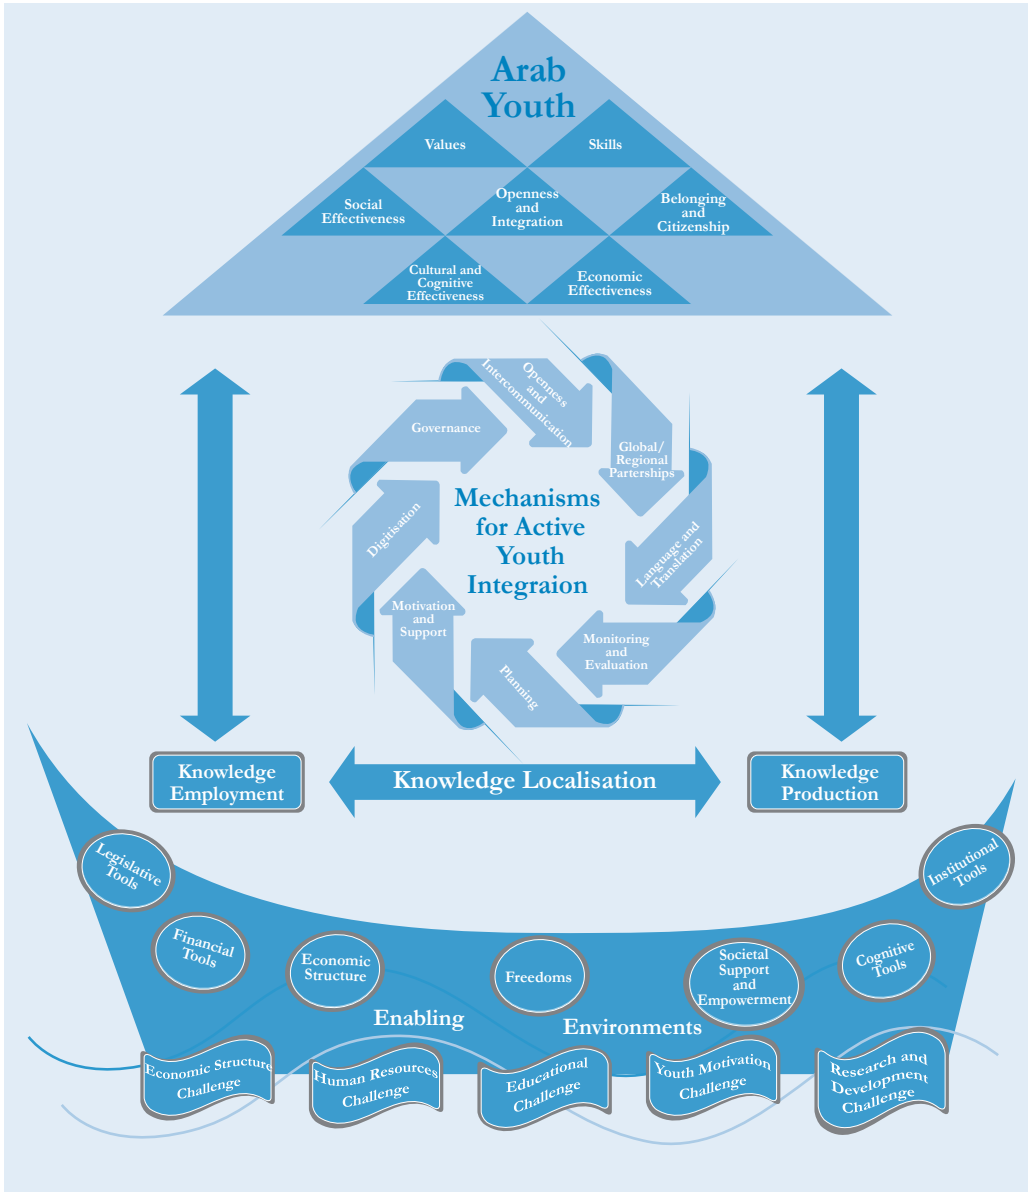 Arab
Youth
Values
Skills
Social
Effectiveness
Openness
and
Integration
Belonging
and
Citizenship
Cultural and
Cognitive
Effectiveness
Economic
Effectiveness
Openness
and
Intercommunication
Governance
Global/
Regional
Parterships
Digitisation
Mechanisms
for Active
Youth
Integraion
Language and
Translation
Motivation
and
Support
Monitoring
and
Evaluation
Planning
Knowledge
Employment
Knowledge Localisation
Knowledge
Production
Legislative
Tools
Institutional
Tools
Financial
Tools
Economic
Structure
Freedoms
Societal
Support
and
Empowerment
Cognitive
Tools
Enabling
Environments
Economic Structure
Challenge
Human Resources
Challenge
Educational
Challenge
Youth Motivation
Challenge
Research and
Development
Challenge